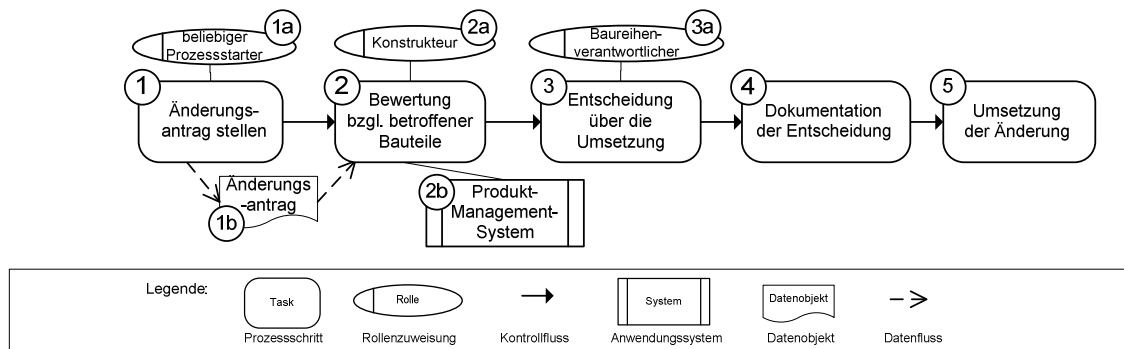 beliebiger
Prozessstarter
1a
Konstrukteur
2a
Baureihen-
verantwortlicher
3a
1
Änderungs-
antrag stellen
2
Bewertung
bzgl. betroffener
Bauteile
3
Entscheidung
über die
Umsetzung
4
Dokumentation
der Entscheidung
5
Umsetzung
der Änderung
Änderungs
-antrag
1b
2b
Produkt-
Management-
System
Legende:
Task
Prozessschritt
Rolle
Rollenzuweisung
Kontrollfluss
System
Anwendungssystem
Datenobjekt
Datenobjekt
Datenfluss